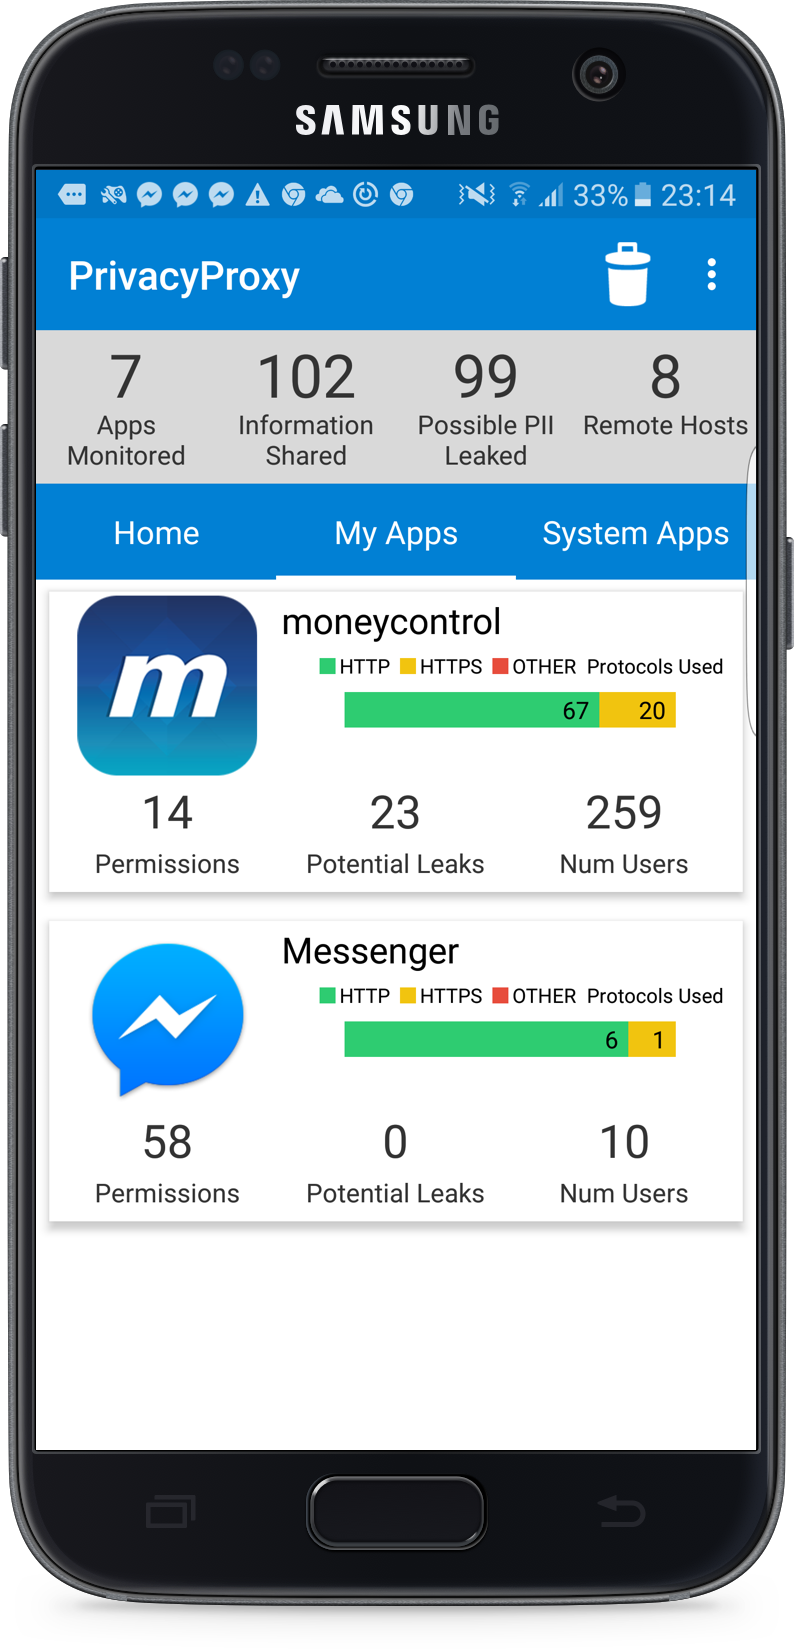 SAMSUNG
33% 23:14
PrivacyProxy
7 102 99 8
Apps Information Possible PII Remote Hosts
Monitored Shared Leaked
Home My Apps System Apps
m
moneycontrol
HTTP HTTPS OTHER Protocols Used
67 20
14 23 259
Permissions Potential Leaks Num Users
Messenger
HTTP HTTPS OTHER Protocols Used
6 1
58 0 10
Permissions Potential Leaks Num Users